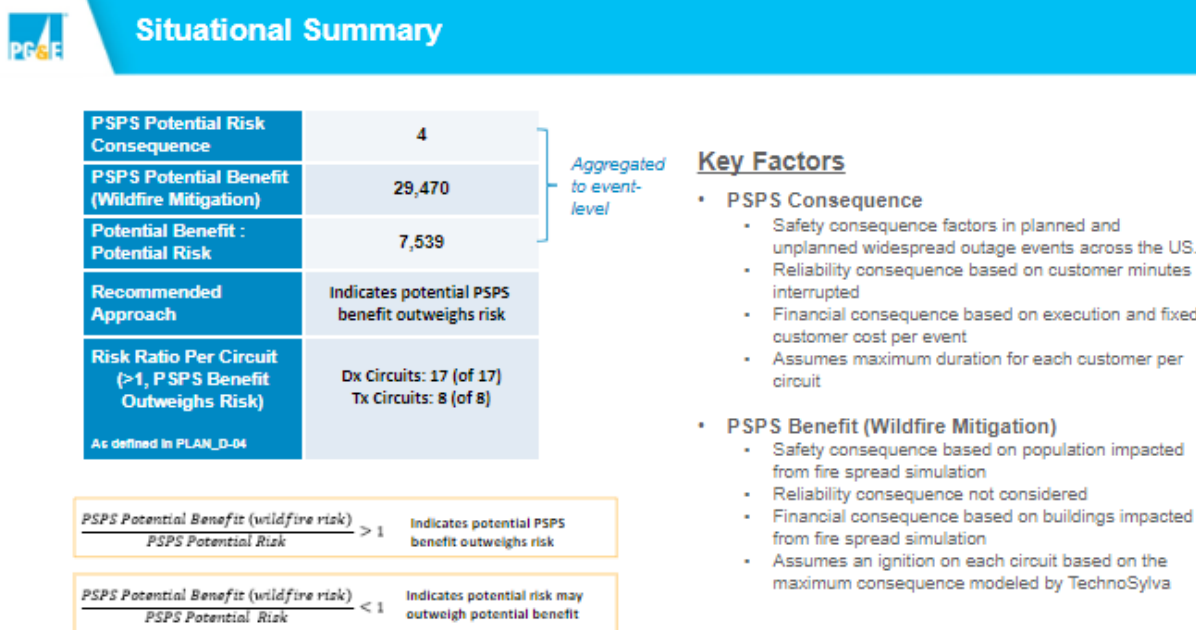 PG&E
Situational Summary
PSPS Potential Risk
Consequence
4
PSPS Potential Benefit
(Wildfire Mitigation)
29,470
Potential Benefit :
Potential Risk
7,539
Aggregated
to event-
level
Recommended
Approach
Indicates potential PSPS
benefit outweighs risk
Risk Ratio Per Circuit
(>1, PSPS Benefit
Outweighs Risk)
As defined in PLAN_D-04
Dx Circuits: 17 (of 17)
Tx Circuits: 8 (of 8)
PSPS Potential Benefit (wildfire risk)
PSPS Potential Risk
> 1
Indicates potential PSPS
benefit outweighs risk
PSPS Potential Benefit (wildfire risk)
PSPS Potential Risk
< 1
Indicates potential risk may
outweigh potential benefit
Key Factors
• PSPS Consequence
- Safety consequence factors in planned and
unplanned widespread outage events across the US.
- Reliability consequence based on customer minutes
interrupted
- Financial consequence based on execution and fixed
customer cost per event
- Assumes maximum duration for each customer per
circuit
• PSPS Benefit (Wildfire Mitigation)
- Safety consequence based on population impacted
from fire spread simulation
- Reliability consequence not considered
- Financial consequence based on buildings impacted
from fire spread simulation
- Assumes an ignition on each circuit based on the
maximum consequence modeled by TechnoSylva